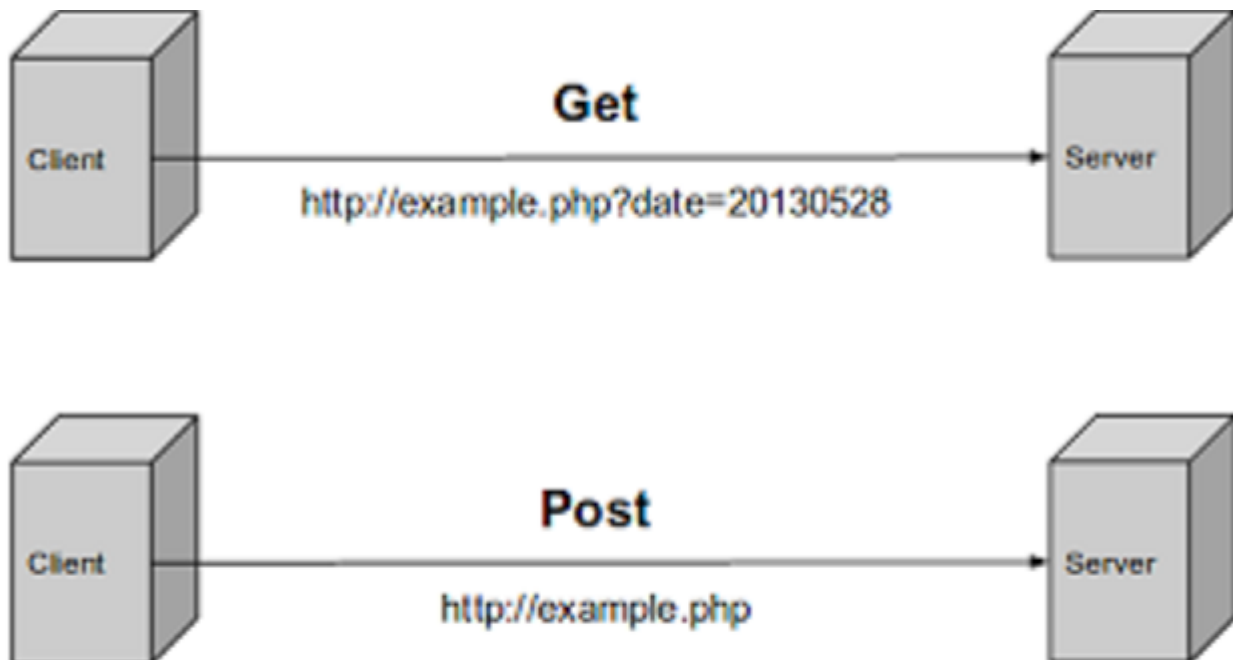 Get
Client
Server
http://example.php?date=20130528
Post
Client
Server
http://example.php